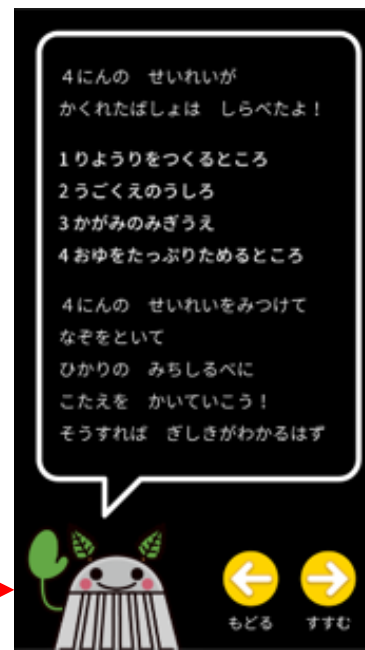 ４にんの　せいれいが
かくれたばしょは　しらべたよ！
1 りようりをつくるところ
2 うごくえのうしろ
3 かがみのみぎうえ
4 おゆをたっぷりためるところ
４にんの　せいれいをみつけて
なぞをといて
ひかりの　みちしるべに
こたえを　かいていこう！
そうすれば　ぎしきがわかるはず
もどる　すすむ